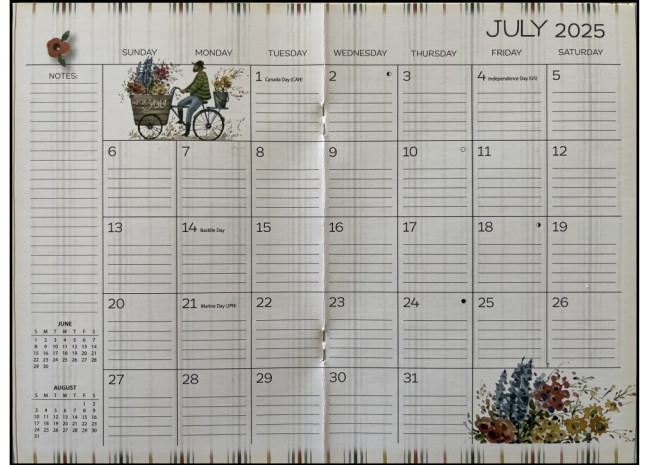 JULY 2025
SUNDAY MONDAY TUESDAY WEDNESDAY THURSDAY FRIDAY SATURDAY
NOTES:
YOU
1 Canada Day (CAN) 2 3 4 Independence Day (US) 5
6 7 8 9 10 11 12
13 14 Bastille Day 15 16 17 18 19
20 21 Marine Day (JPN) 22 23 24 25 26
27 28 29 30 31
JUNE
S M T W T F S
1 2 3 4 5 6 7
8 9 10 11 12 13 14
15 16 17 18 19 20 21
22 23 24 25 26 27 28
29 30
AUGUST
S M T W T F S
1 2
3 4 5 6 7 8 9
10 11 12 13 14 15 16
17 18 19 20 21 22 23
24 25 26 27 28 29 30
31